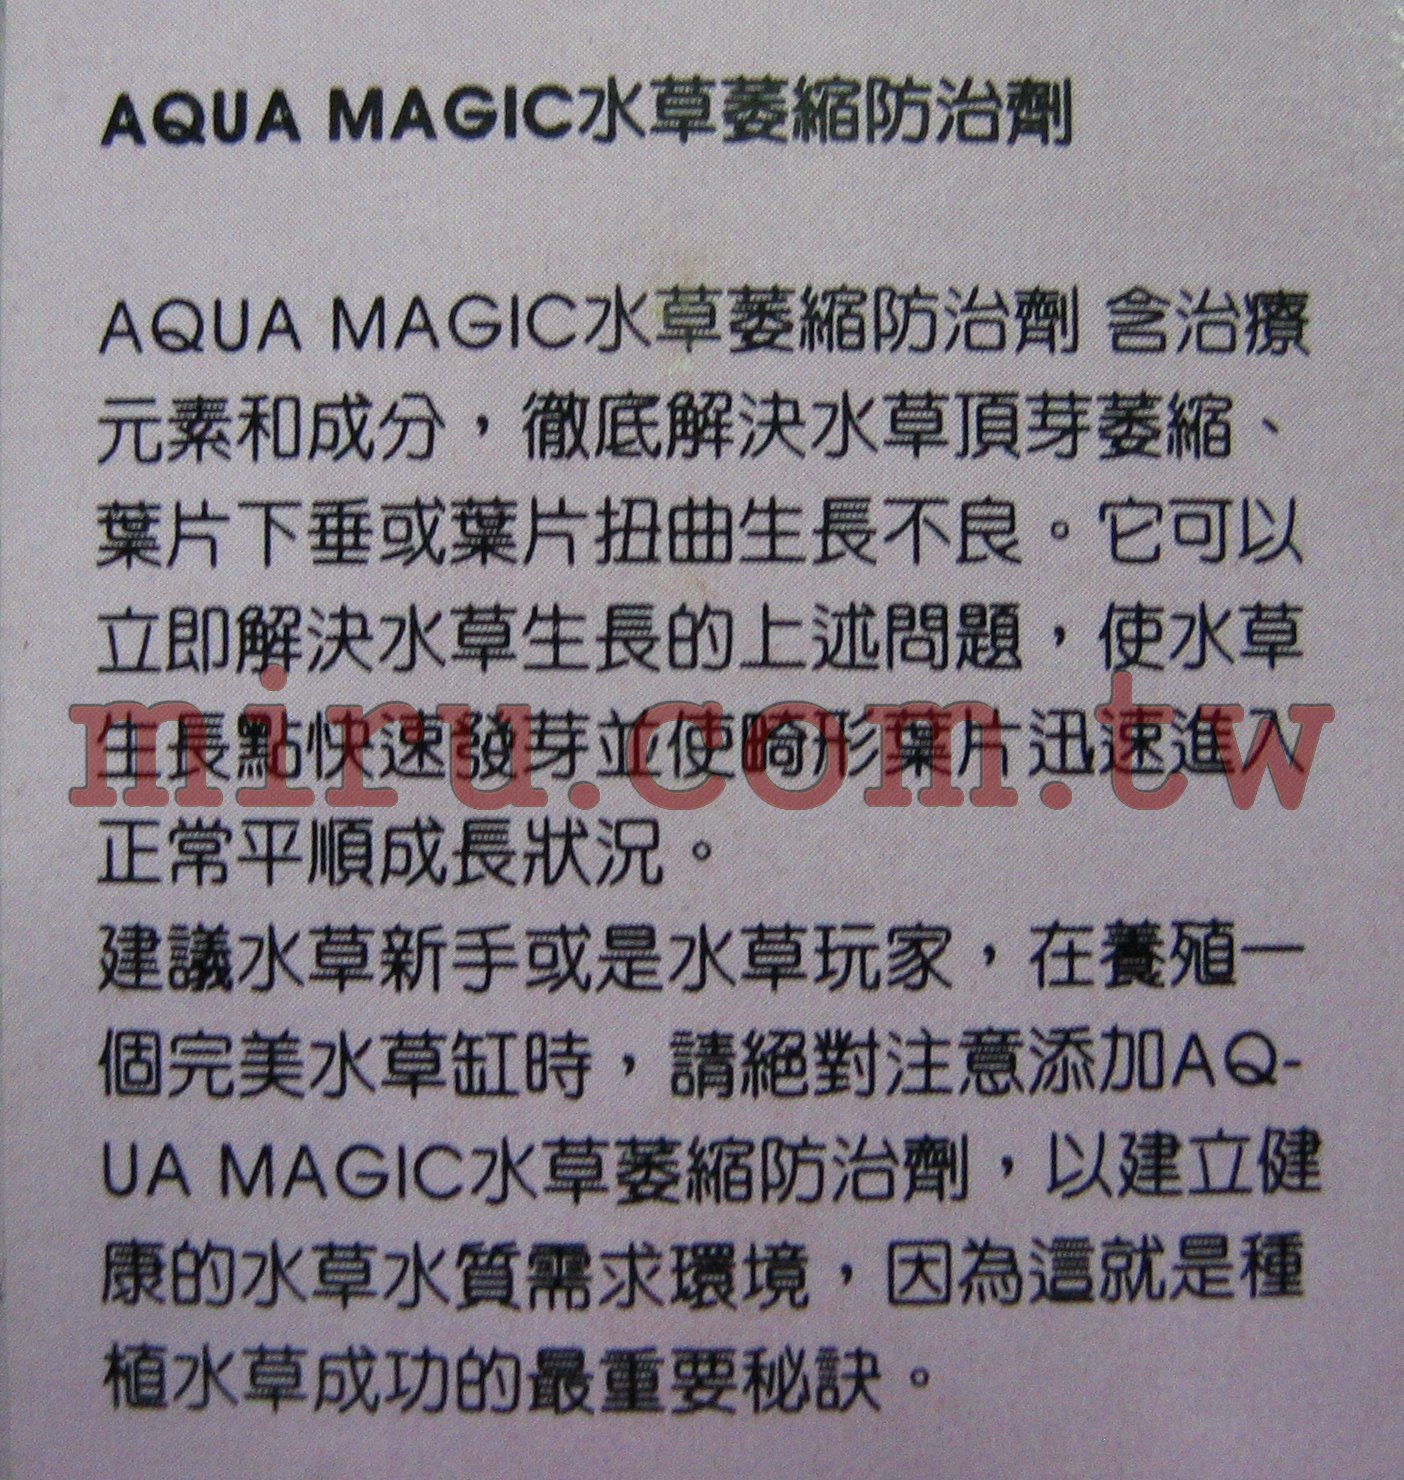 AQUA MAGIC水草萎縮防治劑
AQUA MAGIC水草萎縮防治劑 含治療
元素和成分，徹底解決水草頂芽萎縮、
葉片下垂或葉片扭曲生長不良。它可以
立即解決水草生長的上述問題，使水草
生長點快速發芽並使畸形葉片迅速進入
miru.com.tw
正常平順成長狀況。
建議水草新手或是水草玩家，在養殖一
個完美水草缸時，請絕對注意添加AQ-
UA MAGIC水草萎縮防治劑，以建立健
康的水草水質需求環境，因為這就是種
植水草成功的最重要秘訣。